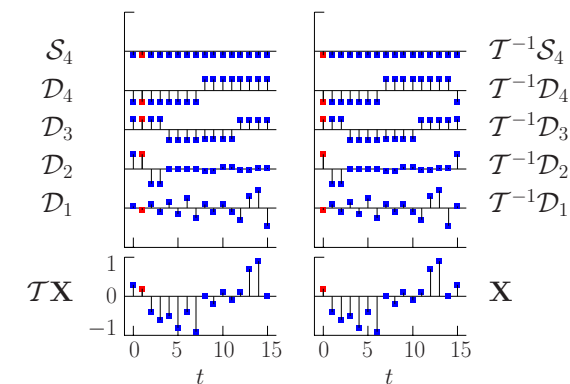 𝒮₄ 𝒯⁻¹𝒮₄
𝒟₄ 𝒯⁻¹𝒟₄
𝒟₃ 𝒯⁻¹𝒟₃
𝒟₂ 𝒯⁻¹𝒟₂
𝒟₁ 𝒯⁻¹𝒟₁
1
𝒯𝐗 0 𝐗
−1
0 5 10 15 0 5 10 15
t t